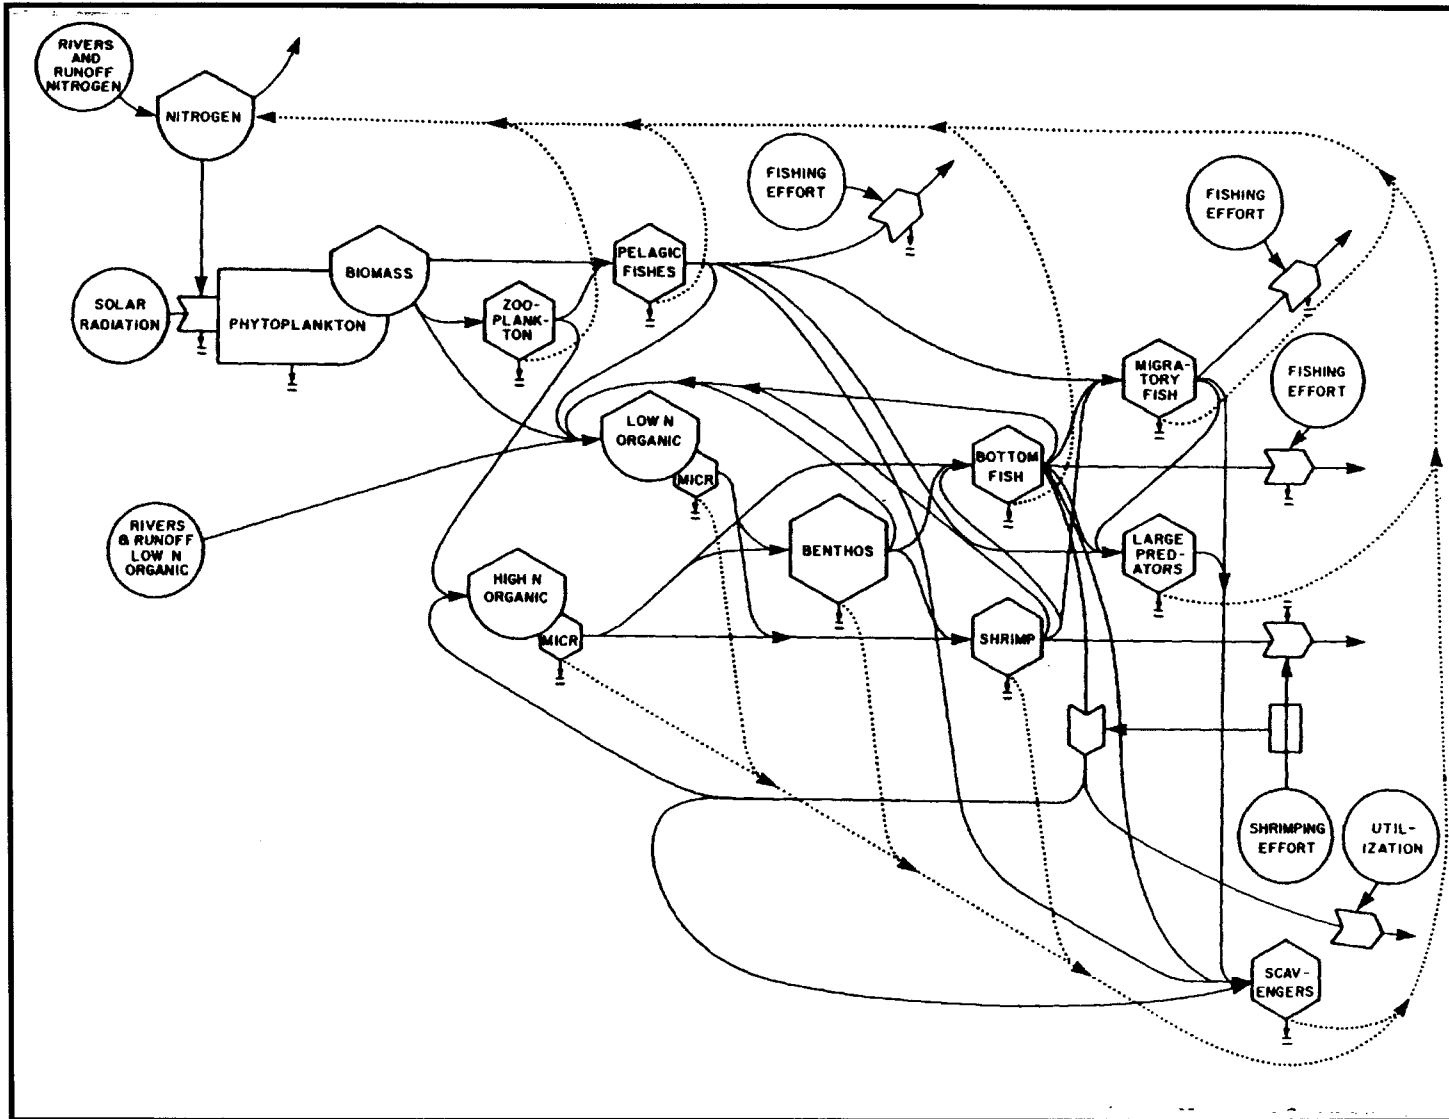 RIVERS
AND
RUNOFF
NITROGEN
NITROGEN
FISHING
EFFORT
FISHING
EFFORT
PELAGIC
FISHES
BIOMASS
SOLAR
RADIATION
PHYTOPLANKTON
ZOO-
PLANK-
TON
MIGRA-
TORY
FISH
FISHING
EFFORT
LOW N
ORGANIC
MICR
BOTTOM
FISH
RIVERS
& RUNOFF
LOW N
ORGANIC
BENTHOS
LARGE
PRED-
ATORS
HIGH N
ORGANIC
MICR
SHRIMP
SHRIMPING
EFFORT
UTIL-
IZATION
SCAV-
ENGERS